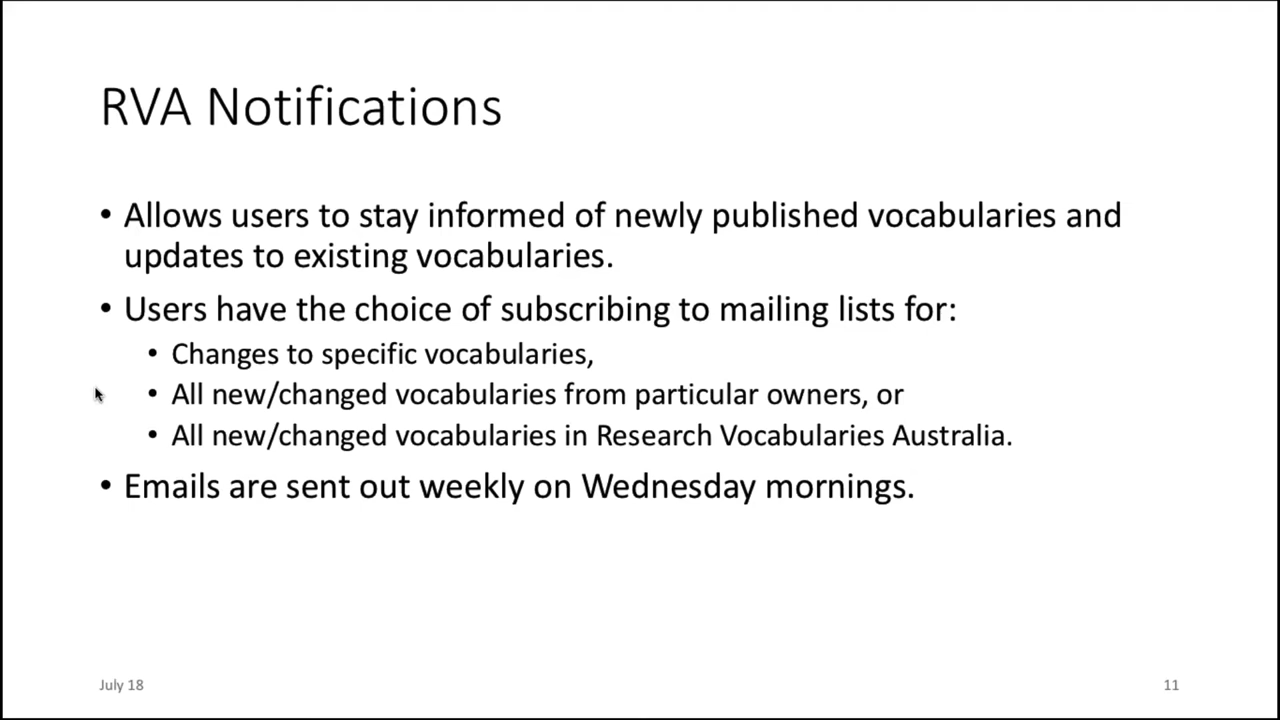 RVA Notifications
• Allows users to stay informed of newly published vocabularies and
updates to existing vocabularies.
• Users have the choice of subscribing to mailing lists for:
• Changes to specific vocabularies,
• All new/changed vocabularies from particular owners, or
• All new/changed vocabularies in Research Vocabularies Australia.
• Emails are sent out weekly on Wednesday mornings.
July 18
11